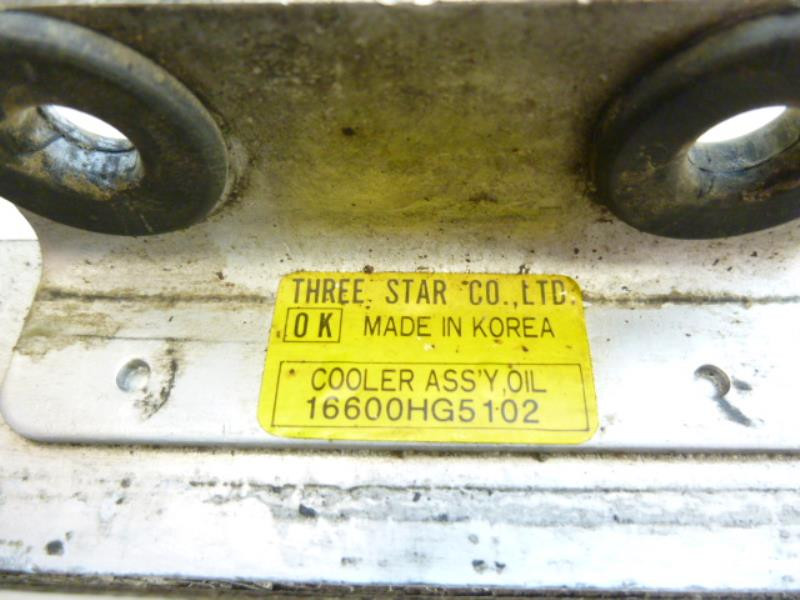 THREE STAR CO.,LTD.
OK MADE IN KOREA
COOLER ASS'Y,OIL
16600HG5102